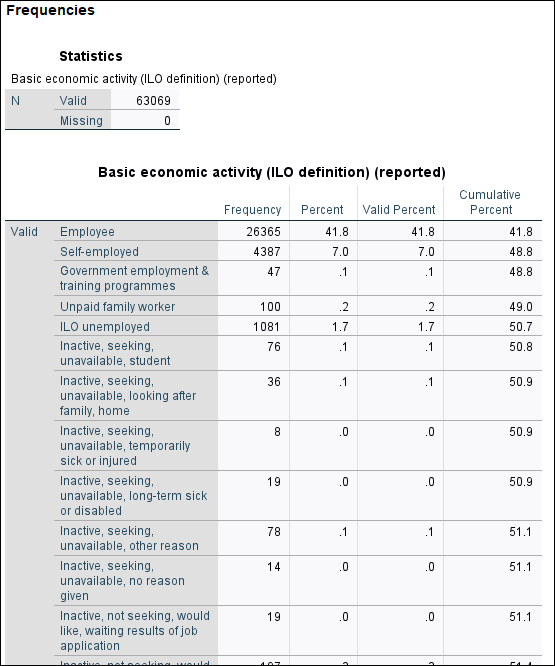 Frequencies
Statistics
Basic economic activity (ILO definition) (reported)
N Valid 63069
Missing 0
Basic economic activity (ILO definition) (reported)
Cumulative
Frequency Percent Valid Percent Percent
Valid Employee 26365 41.8 41.8 41.8
Self-employed 4387 7.0 7.0 48.8
Government employment &
training programmes 47 .1 .1 48.8
Unpaid family worker 100 .2 .2 49.0
ILO unemployed 1081 1.7 1.7 50.7
Inactive, seeking, 76 .1 .1 50.8
unavailable, student
Inactive, seeking, 36 .1 .1 50.9
unavailable, looking after
family, home
Inactive, seeking, 8 .0 .0 50.9
unavailable, temporarily
sick or injured
Inactive, seeking, 19 .0 .0 50.9
unavailable, long-term sick
or disabled
Inactive, seeking, 78 .1 .1 51.1
unavailable, other reason
Inactive, seeking, 14 .0 .0 51.1
unavailable, no reason
given
Inactive, not seeking, would 19 .0 .0 51.1
like, waiting results of job
application
Inactive, not seeking, would